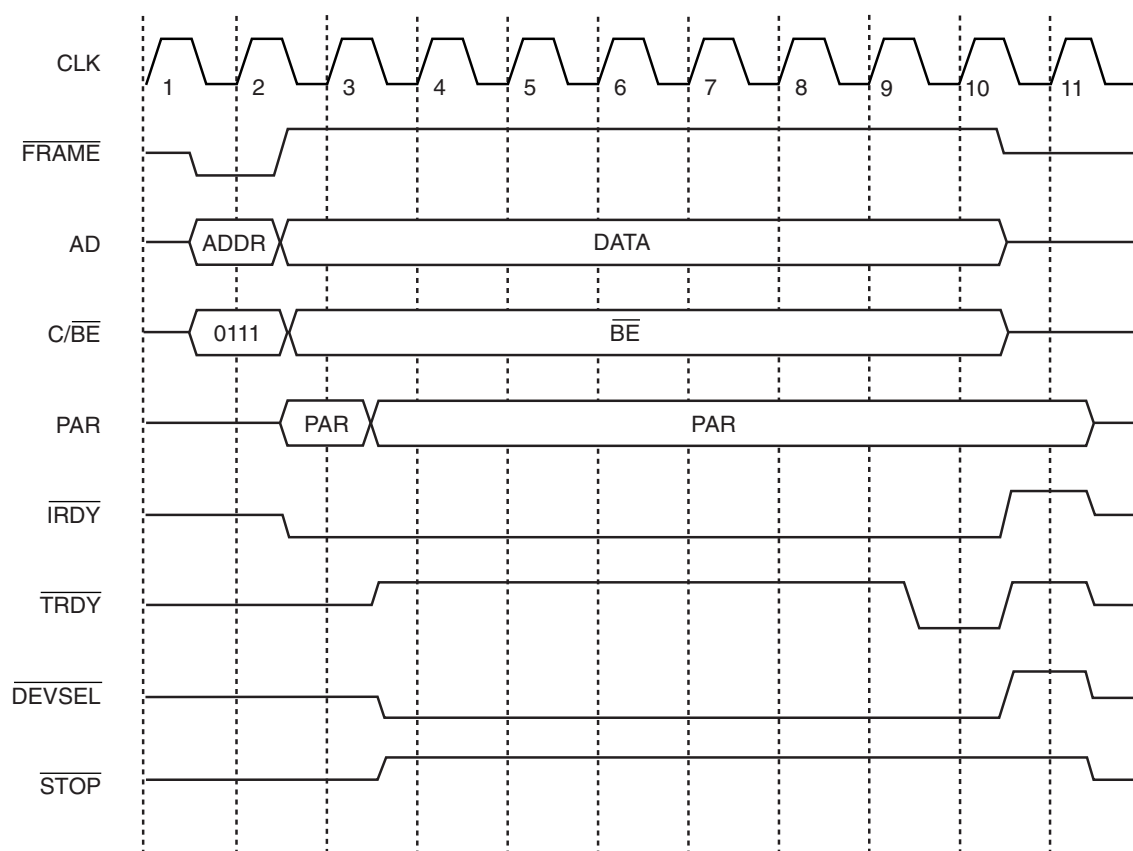 CLK
1 2 3 4 5 6 7 8 9 10 11
FRAME
AD ADDR DATA
C/BE 0111 BE
PAR PAR PAR
IRDY
TRDY
DEVSEL
STOP